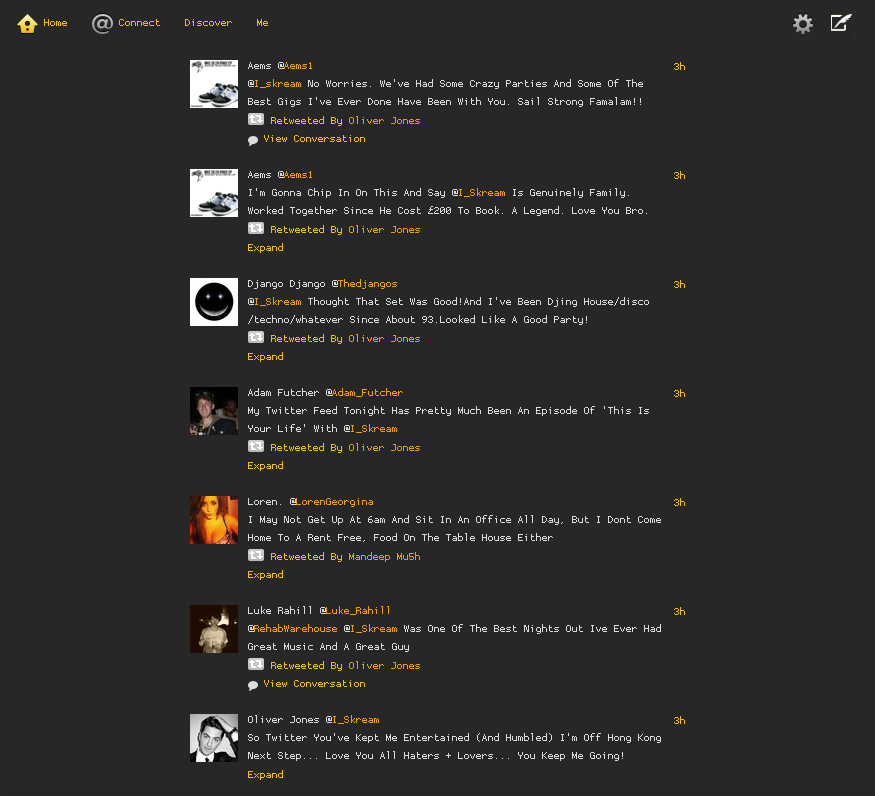 Home Connect Discover Me
Aems @Aems1 3h
@I_skream No Worries. We've Had Some Crazy Parties And Some Of The
Best Gigs I've Ever Done Have Been With You. Sail Strong Famalam!!
Retweeted By Oliver Jones
View Conversation
Aems @Aems1 3h
I'm Gonna Chip In On This And Say @I_Skream Is Genuinely Family.
Worked Together Since He Cost £200 To Book. A Legend. Love You Bro.
Retweeted By Oliver Jones
Expand
Django Django @Thedjangos 3h
@I_Skream Thought That Set Was Good!And I've Been Djing House/disco
/techno/whatever Since About 93.Looked Like A Good Party!
Retweeted By Oliver Jones
Expand
Adam Futcher @Adam_Futcher 3h
My Twitter Feed Tonight Has Pretty Much Been An Episode Of 'This Is
Your Life' With @I_Skream
Retweeted By Oliver Jones
Expand
Loren. @LorenGeorgina 3h
I May Not Get Up At 6am And Sit In An Office All Day, But I Dont Come
Home To A Rent Free, Food On The Table House Either
Retweeted By Mandeep Mu5h
Expand
Luke Rahill @Luke_Rahill 3h
@RehabWarehouse @I_Skream Was One Of The Best Nights Out Ive Ever Had
Great Music And A Great Guy
Retweeted By Oliver Jones
View Conversation
Oliver Jones @I_Skream 3h
So Twitter You've Kept Me Entertained (And Humbled) I'm Off Hong Kong
Next Step... Love You All Haters + Lovers... You Keep Me Going!
Expand